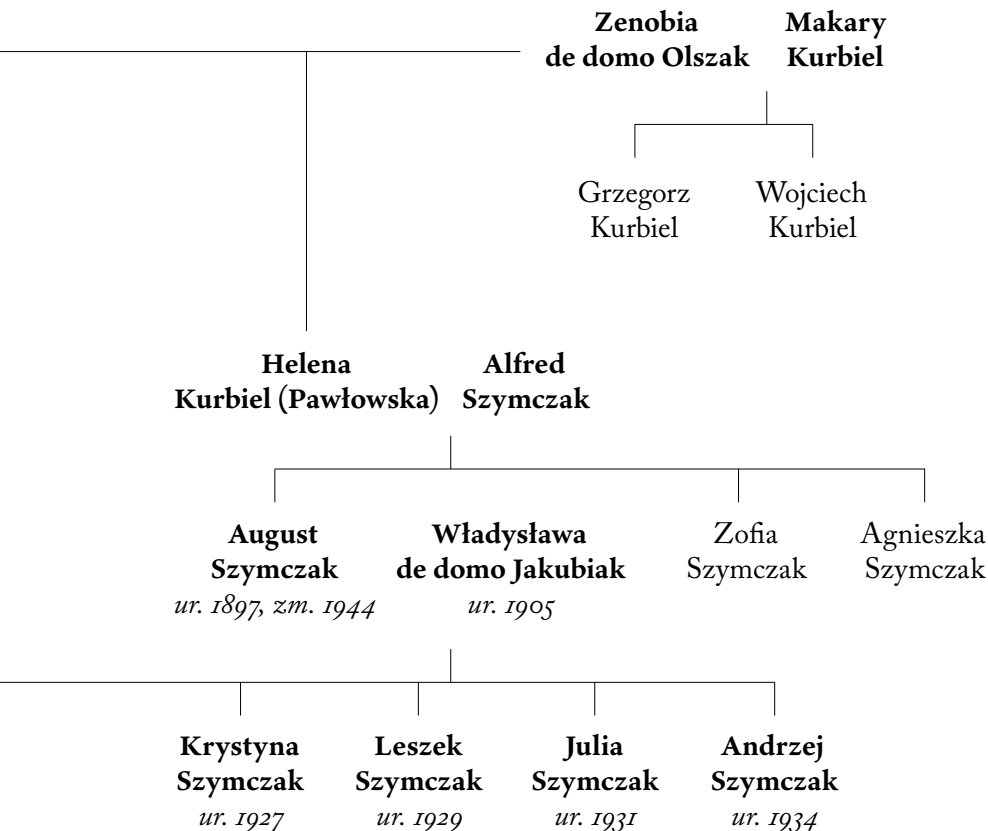 Zenobia
de domo Olszak
Makary
Kurbiel
Grzegorz
Kurbiel
Wojciech
Kurbiel
Helena
Kurbiel (Pawłowska)
Alfred
Szymczak
August
Szymczak
ur. 1897, zm. 1944
Władysława
de domo Jakubiak
ur. 1905
Zofia
Szymczak
Agnieszka
Szymczak
Krystyna
Szymczak
ur. 1927
Leszek
Szymczak
ur. 1929
Julia
Szymczak
ur. 1931
Andrzej
Szymczak
ur. 1934